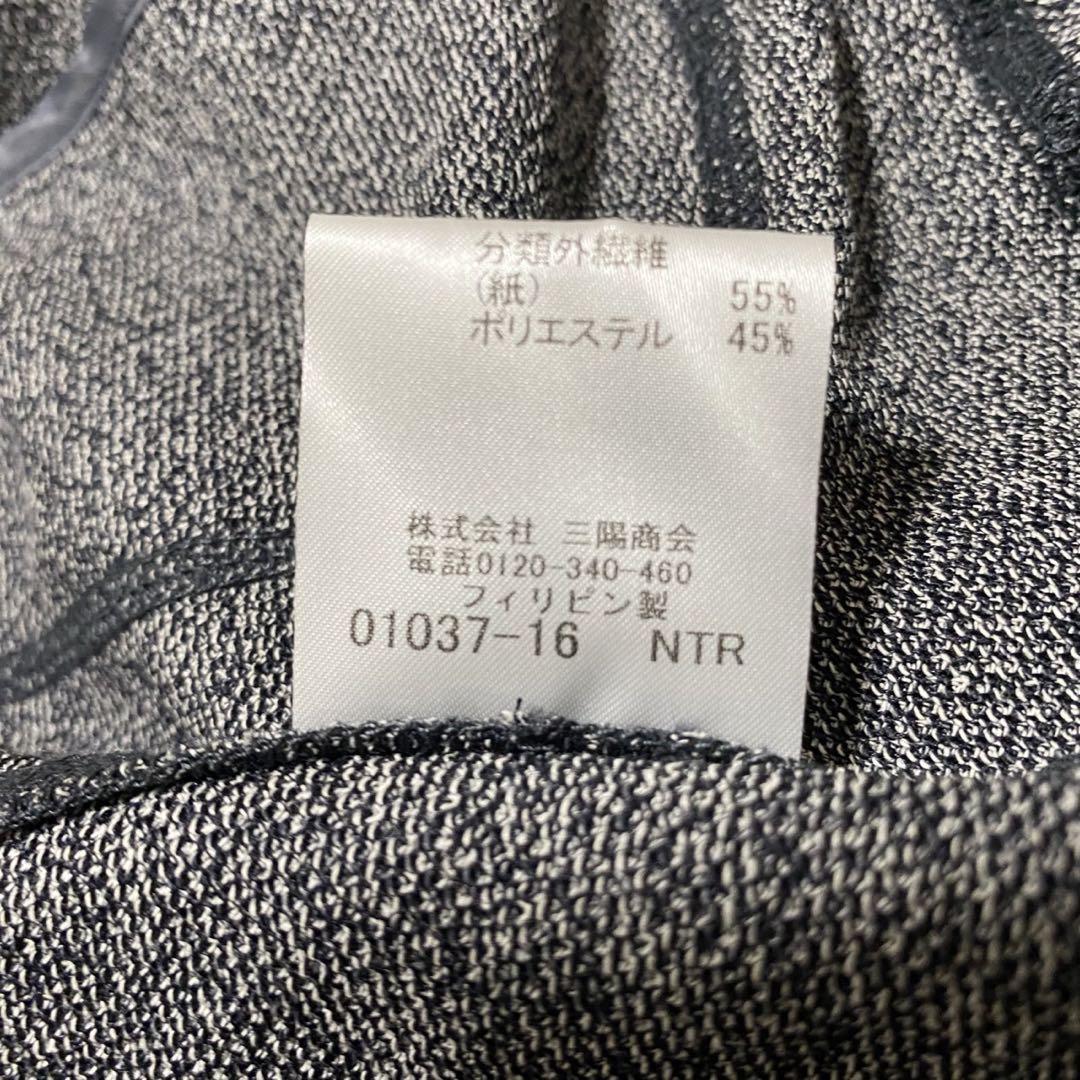 分類外繊維
(紙) 55%
ポリエステル 45%
株式会社 三陽商会
電話0120-340-460
フィリピン製
01037-16 NTR